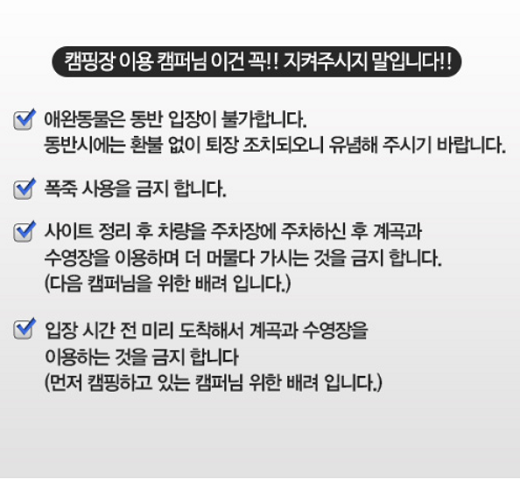 캠핑장 이용 캠퍼님 이건 꼭!! 지켜주시지 말입니다!!
애완동물은 동반 입장이 불가합니다.
동반시에는 환불 없이 퇴장 조치되오니 유념해 주시기 바랍니다.
폭죽 사용을 금지 합니다.
사이트 정리 후 차량을 주차장에 주차하신 후 계곡과
수영장을 이용하며 더 머물다 가시는 것을 금지 합니다.
(다음 캠퍼님을 위한 배려 입니다.)
입장 시간 전 미리 도착해서 계곡과 수영장을
이용하는 것을 금지 합니다
(먼저 캠핑하고 있는 캠퍼님 위한 배려 입니다.)